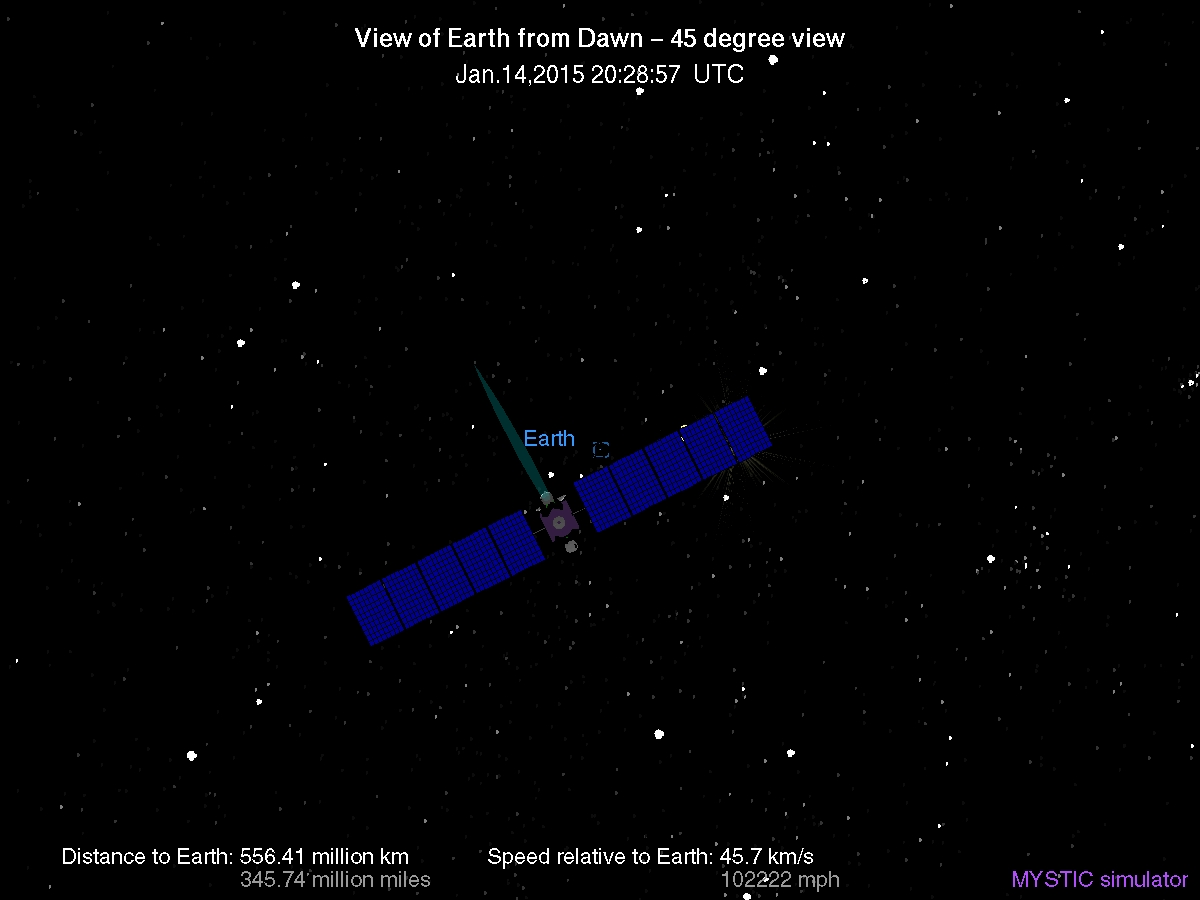 View of Earth from Dawn – 45 degree view
Jan.14,2015 20:28:57 UTC
Earth
Distance to Earth: 556.41 million km
345.74 million miles
Speed relative to Earth: 45.7 km/s
102222 mph
MYSTIC simulator